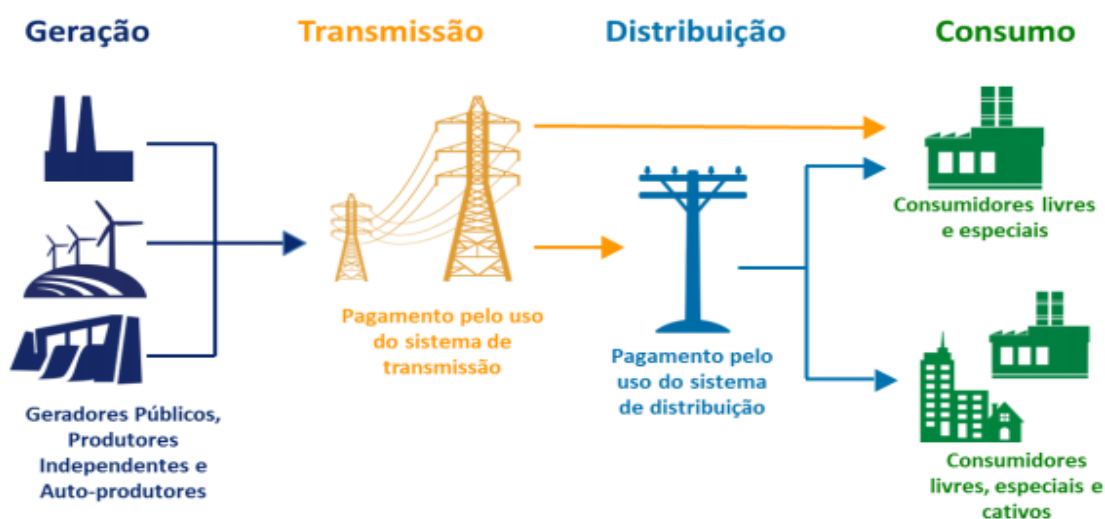 Geração
Transmissão
Distribuição
Consumo
Geradores Públicos,
Produtores
Independentes e
Auto-produtores
Pagamento pelo uso
do sistema de
transmissão
Pagamento pelo
uso do sistema
de distribuição
Consumidores livres
e especiais
Consumidores
livres, especiais e
cativos